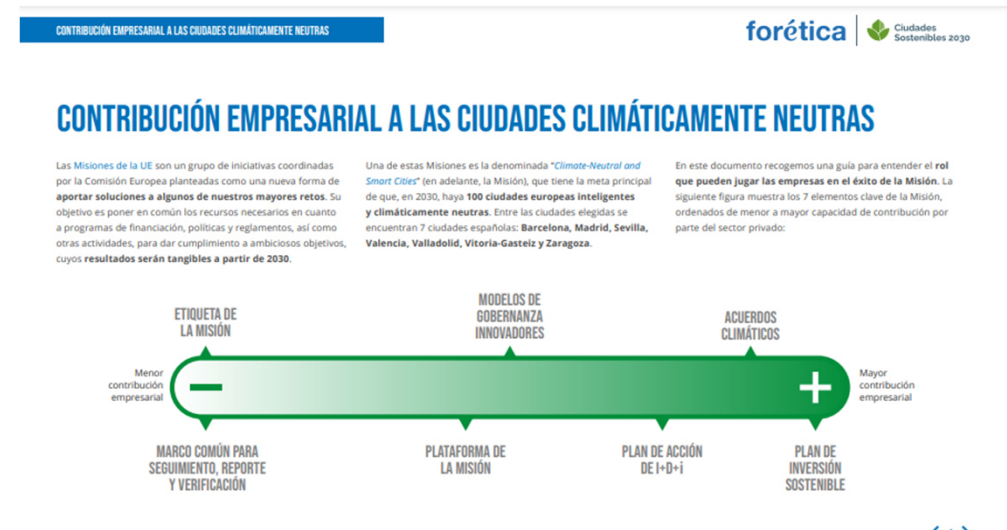 CONTRIBUCIÓN EMPRESARIAL A LAS CIUDADES CLIMÁTICAMENTE NEUTRAS
forética
Ciudades
Sostenibles 2030
CONTRIBUCIÓN EMPRESARIAL A LAS CIUDADES CLIMÁTICAMENTE NEUTRAS
Las Misiones de la UE son un grupo de iniciativas coordinadas
por la Comisión Europea planteadas como una nueva forma de
aportar soluciones a algunos de nuestros mayores retos. Su
objetivo es poner en común los recursos necesarios en cuanto
a programas de financiación, políticas y reglamentos, así como
otras actividades, para dar cumplimiento a ambiciosos objetivos,
cuyos resultados serán tangibles a partir de 2030.
Una de estas Misiones es la denominada "Climate-Neutral and
Smart Cities" (en adelante, la Misión), que tiene la meta principal
de que, en 2030, haya 100 ciudades europeas inteligentes
y climáticamente neutras. Entre las ciudades elegidas se
encuentran 7 ciudades españolas: Barcelona, Madrid, Sevilla,
Valencia, Valladolid, Vitoria-Gasteiz y Zaragoza.
En este documento recogemos una guía para entender el rol
que pueden jugar las empresas en el éxito de la Misión. La
siguiente figura muestra los 7 elementos clave de la Misión,
ordenados de menor a mayor capacidad de contribución por
parte del sector privado:
ETIQUETA DE
LA MISIÓN
MODELOS DE
GOBERNANZA
INNOVADORES
ACUERDOS
CLIMÁTICOS
Menor
contribución
empresarial
−
+
Mayor
contribución
empresarial
MARCO COMÚN PARA
SEGUIMIENTO, REPORTE
Y VERIFICACIÓN
PLATAFORMA DE
LA MISIÓN
PLAN DE ACCIÓN
DE I+D+i
PLAN DE
INVERSIÓN
SOSTENIBLE